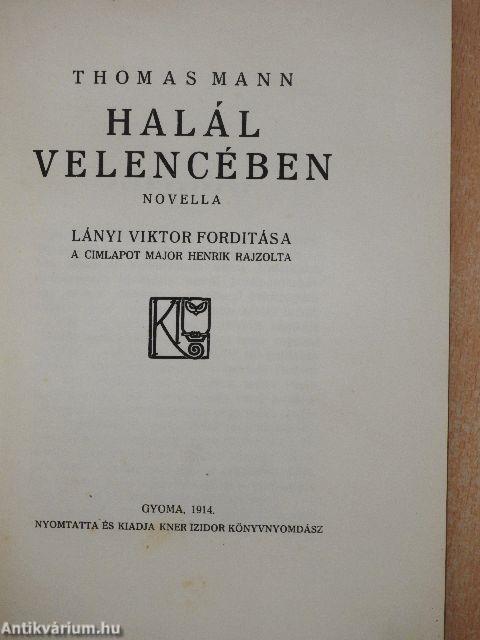 THOMAS MANN
HALÁL
VELENCÉBEN
NOVELLA
LÁNYI VIKTOR FORDITÁSA
A CIMLAPOT MAJOR HENRIK RAJZOLTA
KI
GYOMA, 1914.
NYOMTATTA ÉS KIADJA KNER IZIDOR KÖNYVNYOMDÁSZ
Antikvárium.hu